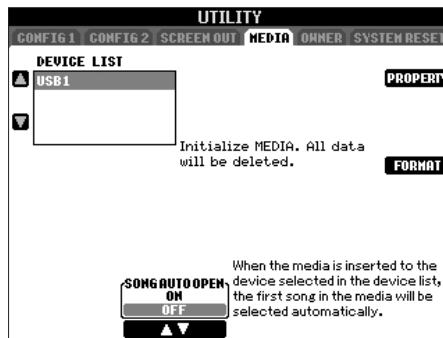 UTILITY
CONFIG 1 CONFIG 2 SCREEN OUT MEDIA OWNER SYSTEM RESET
DEVICE LIST
USB1
PROPERTY
Initialize MEDIA. All data
will be deleted.
FORMAT
When the media is inserted to the
device selected in the device list,
the first song in the media will be
selected automatically.
SONG AUTO OPEN
ON
OFF